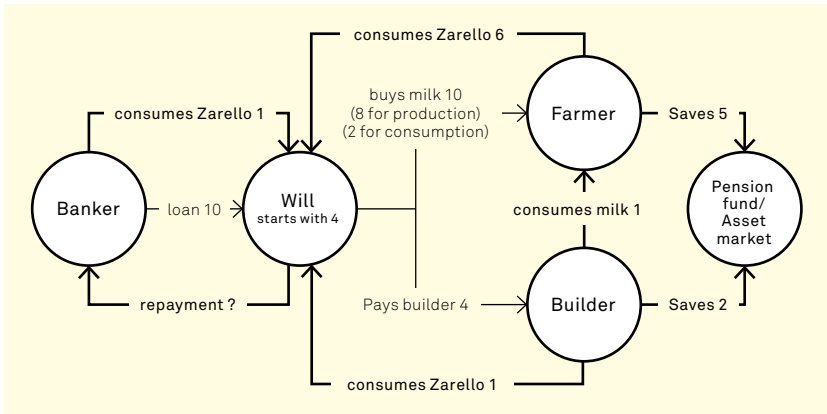 consumes Zarello 6
buys milk 10
(8 for production)
(2 for consumption)
consumes Zarello 1
Farmer
Saves 5
Banker
loan 10
Will
starts with 4
consumes milk 1
Pension
fund/
Asset
market
repayment ?
Pays builder 4
Builder
Saves 2
consumes Zarello 1